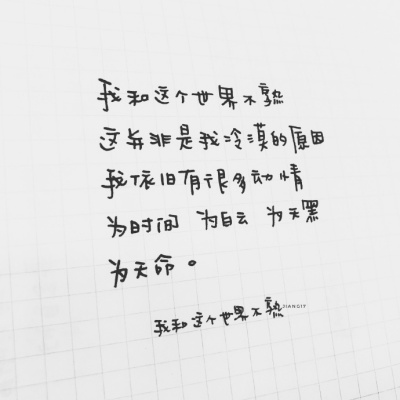 我和这个世界不熟
这并非是我冷漠的原因
我依旧有很多动情
为时间 为白云 为天黑
为天命。
我和这个世界不熟
JIANGIY